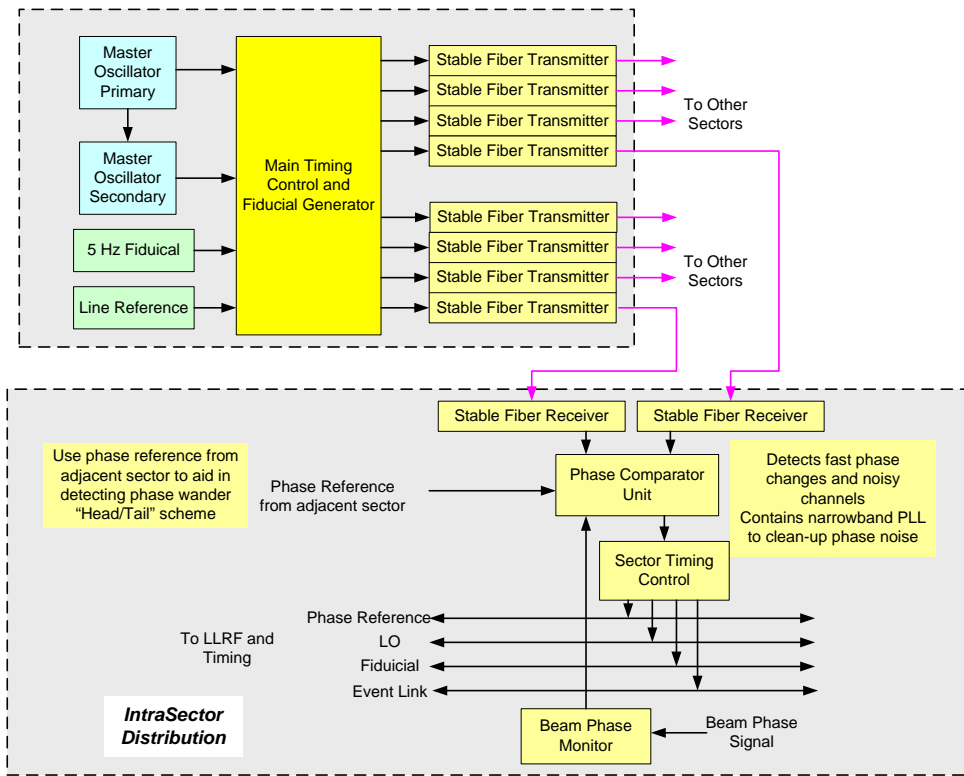 Master
Oscillator
Primary
Master
Oscillator
Secondary
5 Hz Fiduical
Line Reference
Main Timing
Control and
Fiducial Generator
Stable Fiber Transmitter
Stable Fiber Transmitter
Stable Fiber Transmitter
Stable Fiber Transmitter
To Other
Sectors
Stable Fiber Transmitter
Stable Fiber Transmitter
Stable Fiber Transmitter
Stable Fiber Transmitter
To Other
Sectors
Stable Fiber Receiver
Stable Fiber Receiver
Use phase reference from
adjacent sector to aid in
detecting phase wander
“Head/Tail” scheme
Phase Reference
from adjacent sector
Phase Comparator
Unit
Detects fast phase
changes and noisy
channels
Contains narrowband PLL
to clean-up phase noise
Sector Timing
Control
To LLRF and
Timing
Phase Reference
LO
Fiduicial
Event Link
IntraSector
Distribution
Beam Phase
Monitor
Beam Phase
Signal